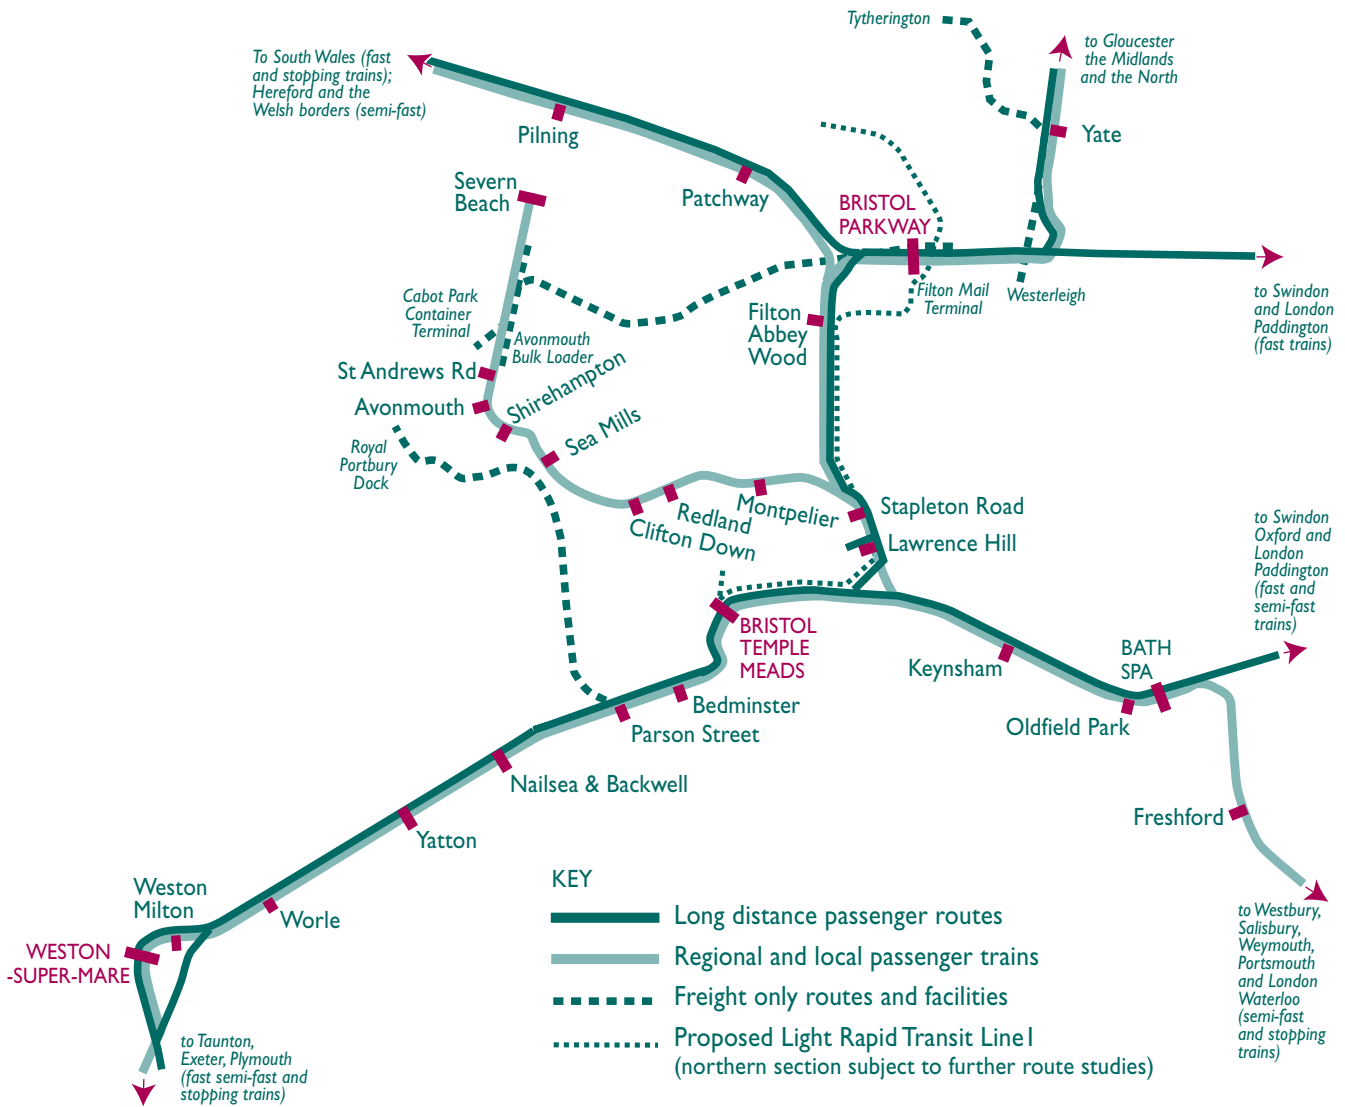 Tytherington
to Gloucester
the Midlands
and the North
To South Wales (fast
and stopping trains);
Hereford and the
Welsh borders (semi-fast)
Pilning
Yate
Severn
Beach
Patchway
BRISTOL
PARKWAY
Cabot Park
Container
Terminal
Filton Mail
Terminal
Westerleigh
to Swindon
and London
Paddington
(fast trains)
Filton
Abbey
Wood
Avonmouth
Bulk Loader
St Andrews Rd
Avonmouth
Shirehampton
Sea Mills
Royal
Portbury
Dock
Clifton Down
Redland
Montpelier
Stapleton Road
Lawrence Hill
to Swindon
Oxford and
London
Paddington
(fast and
semi-fast
trains)
BRISTOL
TEMPLE
MEADS
Keynsham
BATH
SPA
Oldfield Park
Bedminster
Parson Street
Nailsea & Backwell
Yatton
Freshford
Weston
Milton
Worle
WESTON
-SUPER-MARE
to Taunton,
Exeter, Plymouth
(fast semi-fast and
stopping trains)
to Westbury,
Salisbury,
Weymouth,
Portsmouth
and London
Waterloo
(semi-fast
and stopping
trains)
KEY
Long distance passenger routes
Regional and local passenger trains
Freight only routes and facilities
Proposed Light Rapid Transit Line1
(northern section subject to further route studies)